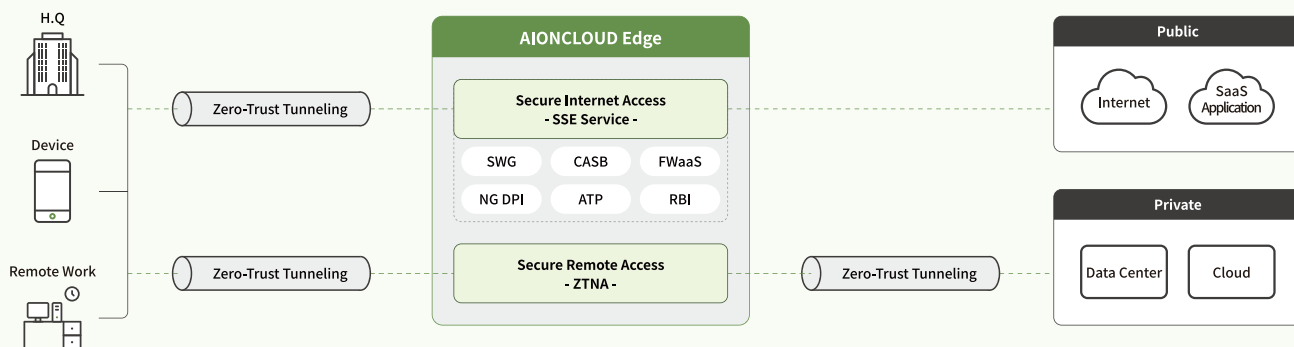 H.Q
Device
Remote Work
Zero-Trust Tunneling
Zero-Trust Tunneling
AIONCLOUD Edge
Secure Internet Access
- SSE Service -
SWG
CASB
FWaaS
NG DPI
ATP
RBI
Secure Remote Access
- ZTNA -
Zero-Trust Tunneling
Public
Internet
SaaS
Application
Private
Data Center
Cloud